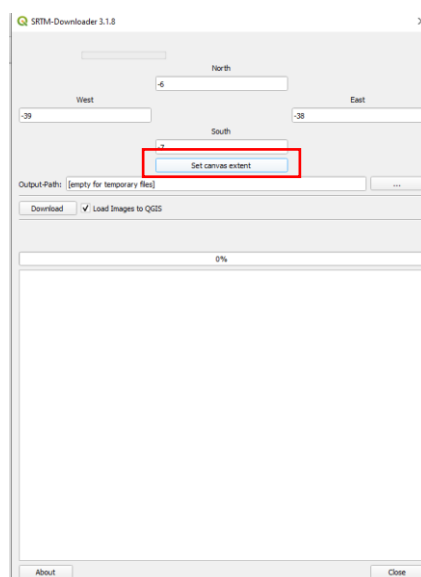 SRTM-Downloader 3.1.8
North
-6
West East
-39 -38
South
-7
Set canvas extent
Output-Path: [empty for temporary files] ...
Download Load Images to QGIS
0%
About Close